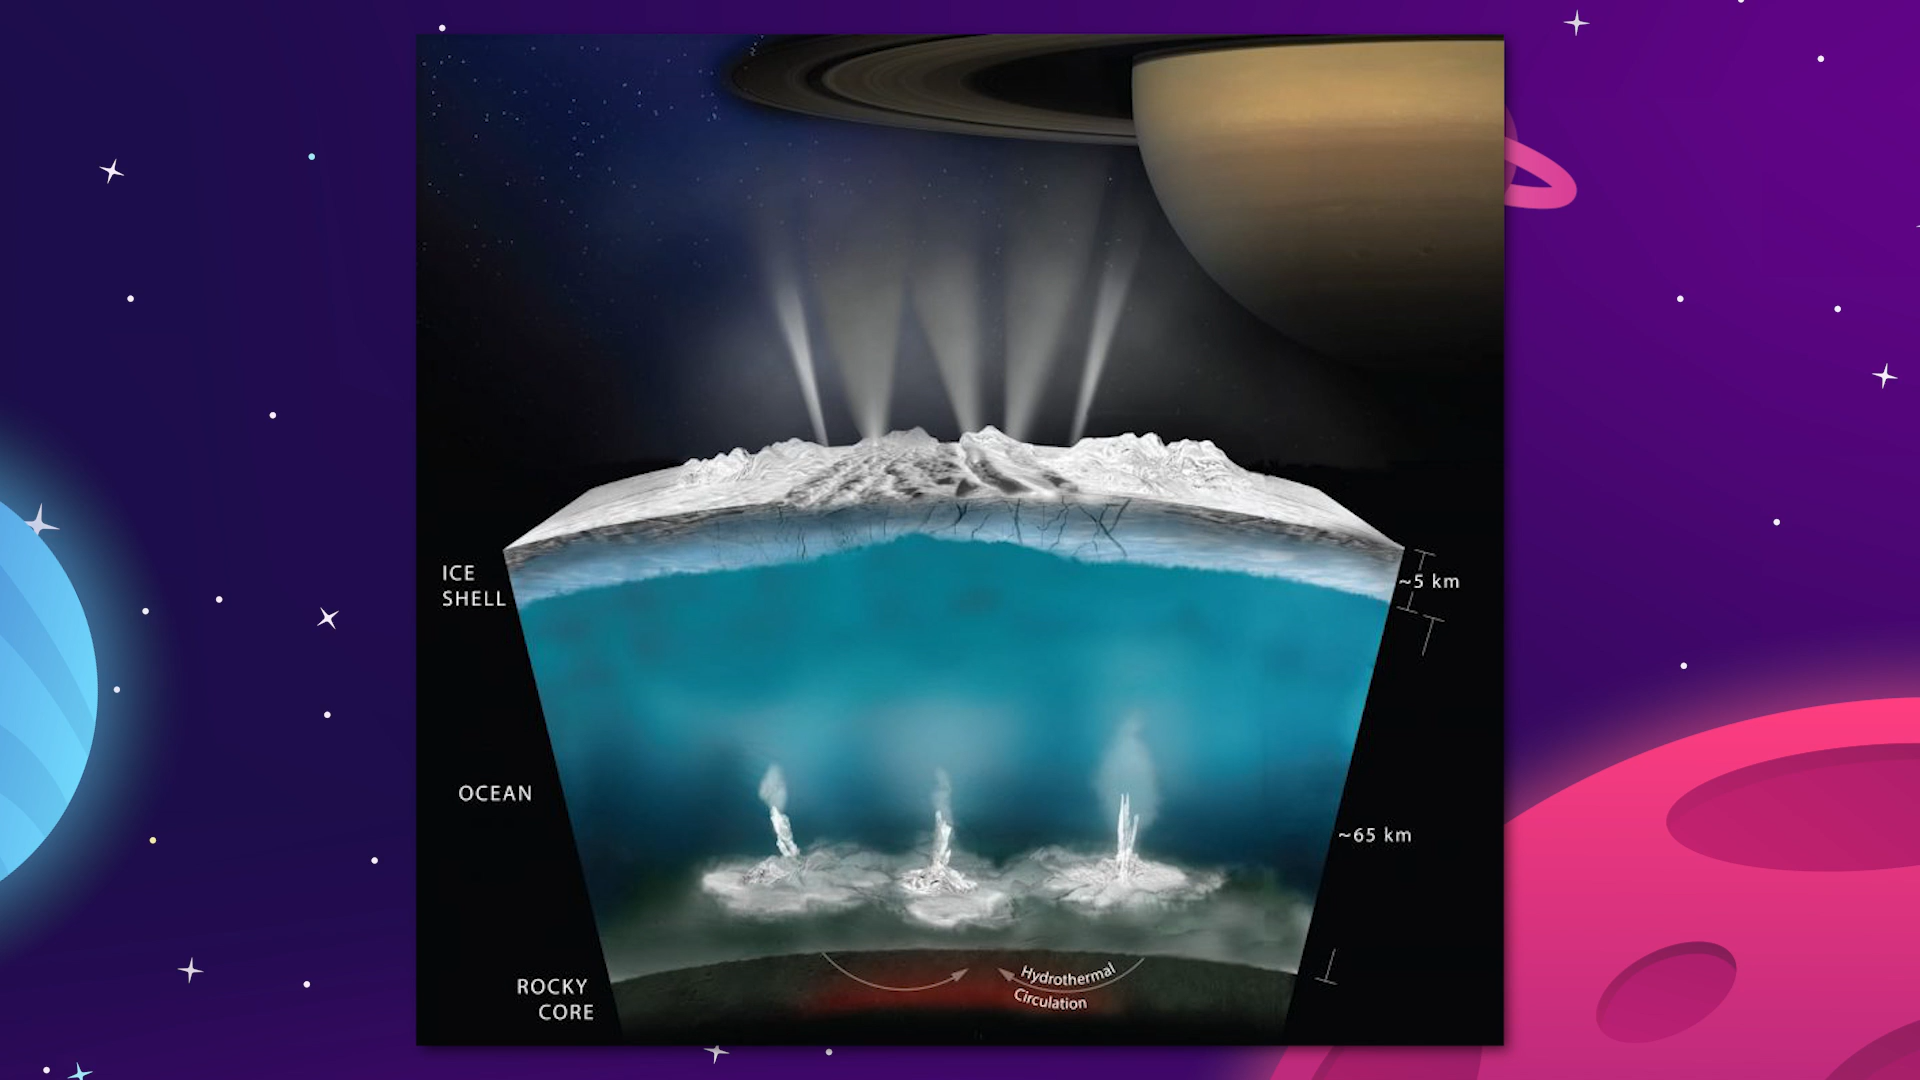 ICE
SHELL
~5 km
OCEAN
~65 km
ROCKY
CORE
Hydrothermal
Circulation